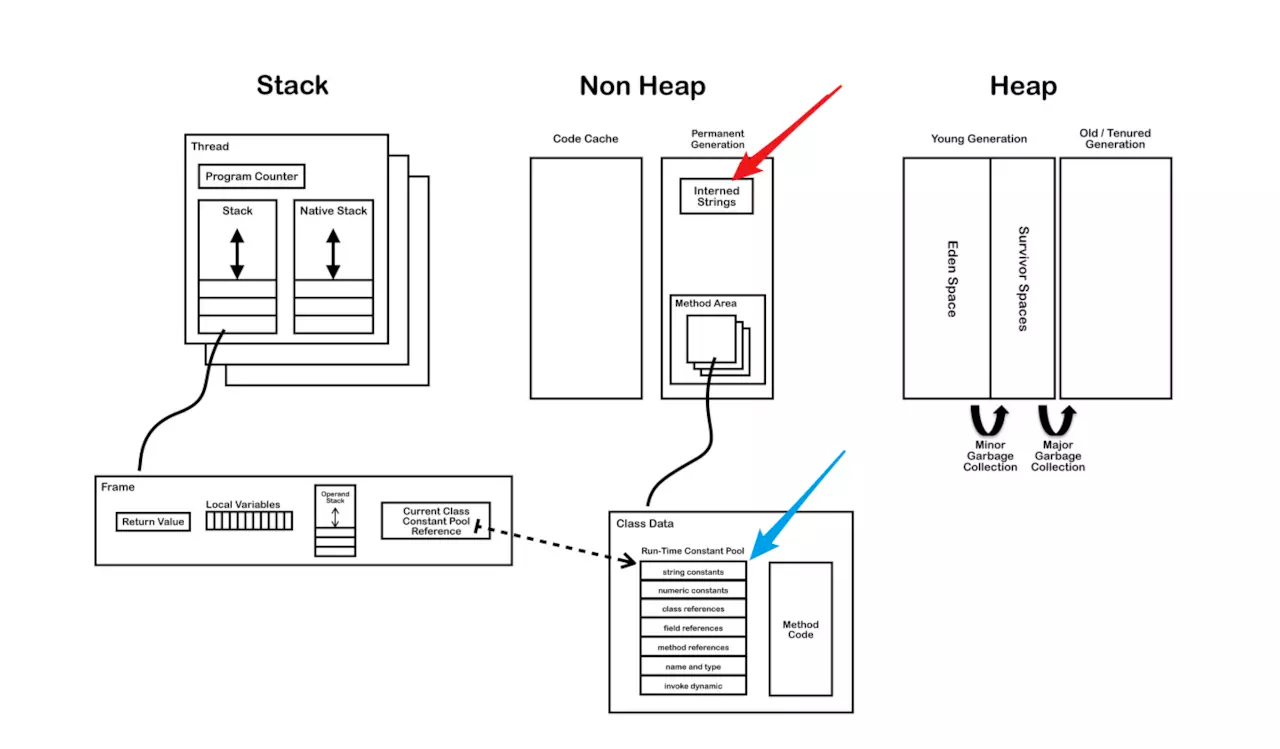 Stack
Non Heap
Heap
Thread
Program Counter
Stack
Native Stack
Code Cache
Permanent
Generation
Interned
Strings
Method Area
Young Generation
Old / Tenured
Generation
Eden Space
Survivor Spaces
Minor
Garbage
Collection
Major
Garbage
Collection
Frame
Return Value
Local Variables
Operand
Stack
Current Class
Constant Pool
Reference
Class Data
Run-Time Constant Pool
string constants
numeric constants
class references
field references
method references
name and type
invoke dynamic
Method
Code